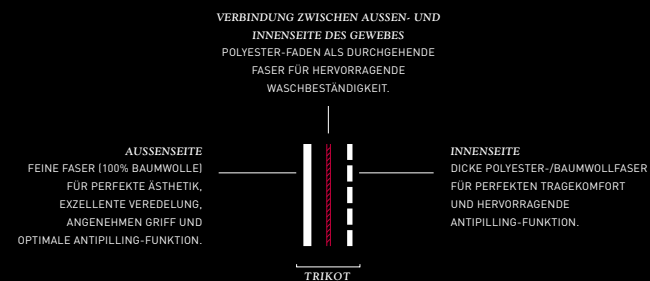 VERBINDUNG ZWISCHEN AUSSEN- UND
INNENSEITE DES GEWEBES
POLYESTER-FADEN ALS DURCHGEHENDE
FASER FÜR HERVORRAGENDE
WASCHBESTÄNDIGKEIT.
AUSSENSEITE
FEINE FASER (100% BAUMWOLLE)
FÜR PERFEKTE ÄSTHETIK,
EXZELLENTE VEREDELUNG,
ANGENEHMEN GRIFF UND
OPTIMALE ANTIPILLING-FUNKTION.
INNENSEITE
DICKE POLYESTER-/BAUMWOLLFASER
FÜR PERFEKTEN TRAGEKOMFORT
UND HERVORRAGENDE
ANTIPILLING-FUNKTION.
TRIKOT